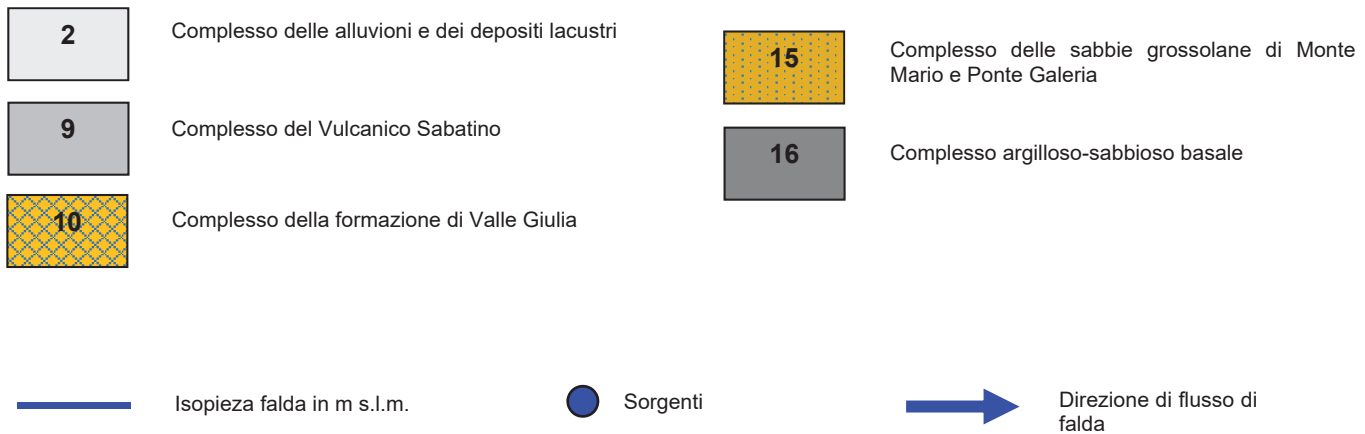 2
Complesso delle alluvioni e dei depositi lacustri
9
Complesso del Vulcanico Sabatino
10
Complesso della formazione di Valle Giulia
15
Complesso delle sabbie grossolane di Monte
Mario e Ponte Galeria
16
Complesso argilloso-sabbioso basale
Isopieza falda in m s.l.m.
Sorgenti
Direzione di flusso di
falda